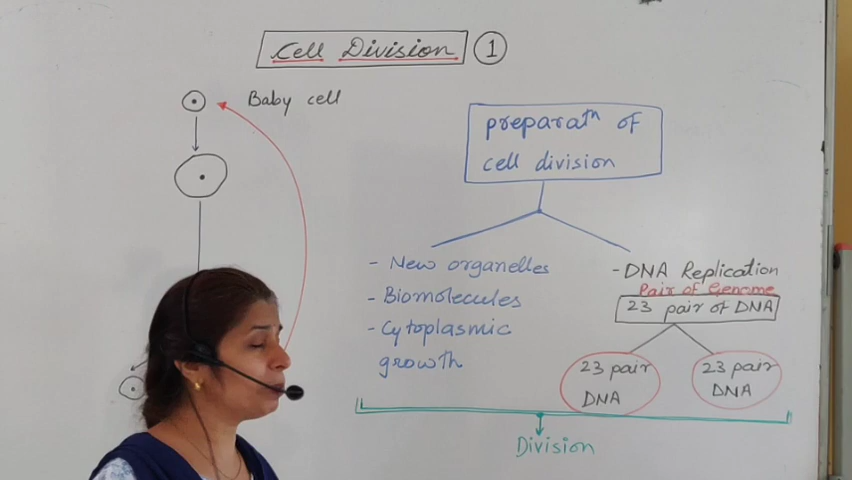 Cell Division 1
Baby cell
preparatn of
cell division
- New organelles
- Biomolecules
- Cytoplasmic
growth
- DNA Replication
Pair of Genome
23 pair of DNA
23 pair
DNA
23 pair
DNA
Division